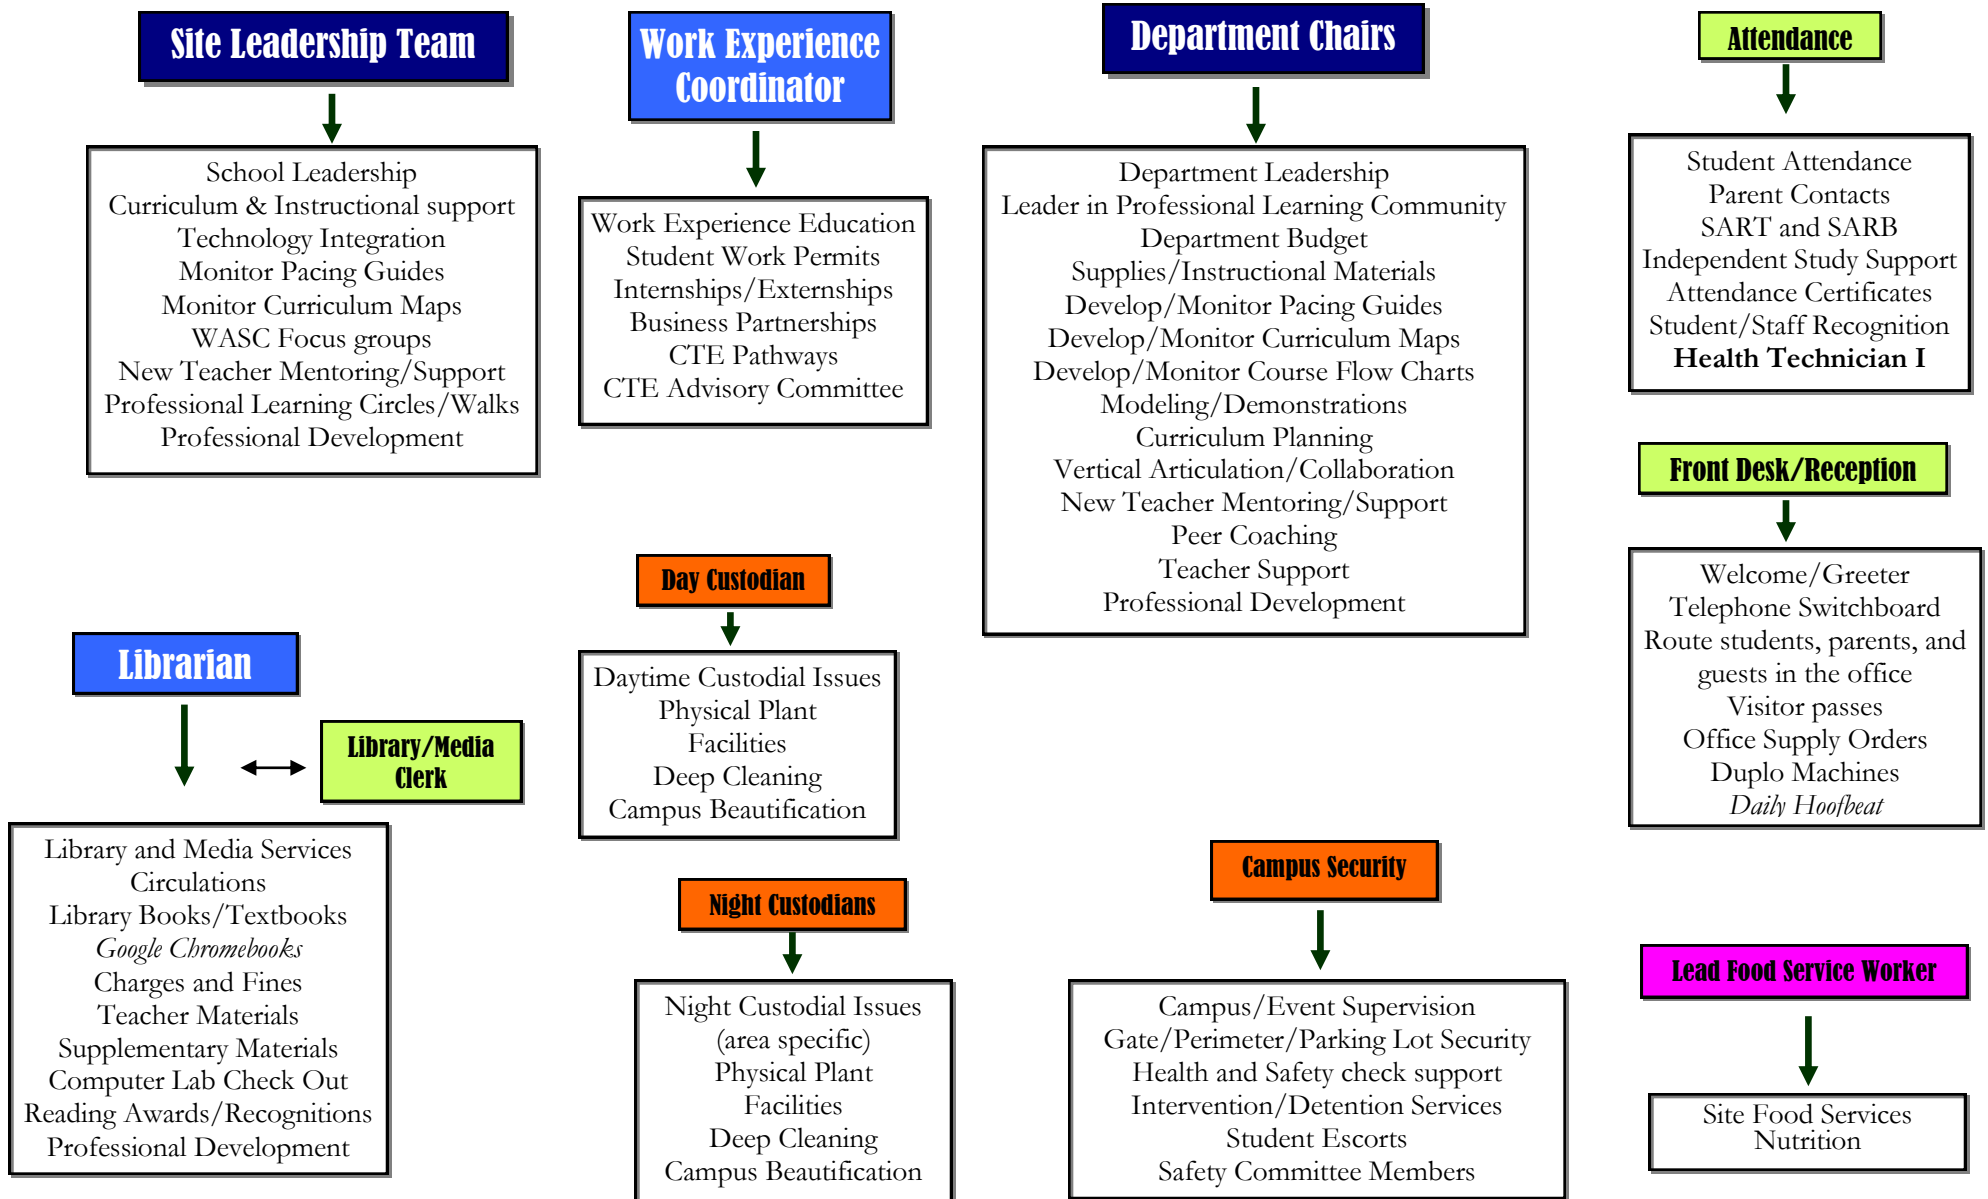 Site Leadership Team
School Leadership
Curriculum & Instructional support
Technology Integration
Monitor Pacing Guides
Monitor Curriculum Maps
WASC Focus groups
New Teacher Mentoring/Support
Professional Learning Circles/Walks
Professional Development
Work Experience
Coordinator
Work Experience Education
Student Work Permits
Internships/Externships
Business Partnerships
CTE Pathways
CTE Advisory Committee
Department Chairs
Department Leadership
Leader in Professional Learning Community
Department Budget
Supplies/Instructional Materials
Develop/Monitor Pacing Guides
Develop/Monitor Curriculum Maps
Develop/Monitor Course Flow Charts
Modeling/Demonstrations
Curriculum Planning
Vertical Articulation/Collaboration
New Teacher Mentoring/Support
Peer Coaching
Teacher Support
Professional Development
Attendance
Student Attendance
Parent Contacts
SART and SARB
Independent Study Support
Attendance Certificates
Student/Staff Recognition
Health Technician I
Front Desk/Reception
Welcome/Greeter
Telephone Switchboard
Route students, parents, and
guests in the office
Visitor passes
Office Supply Orders
Duplo Machines
Daily Hoofbeat
Librarian
Library/Media
Clerk
Library and Media Services
Circulations
Library Books/Textbooks
Google Chromebooks
Charges and Fines
Teacher Materials
Supplementary Materials
Computer Lab Check Out
Reading Awards/Recognitions
Professional Development
Day Custodian
Daytime Custodial Issues
Physical Plant
Facilities
Deep Cleaning
Campus Beautification
Night Custodians
Night Custodial Issues
(area specific)
Physical Plant
Facilities
Deep Cleaning
Campus Beautification
Campus Security
Campus/Event Supervision
Gate/Perimeter/Parking Lot Security
Health and Safety check support
Intervention/Detention Services
Student Escorts
Safety Committee Members
Lead Food Service Worker
Site Food Services
Nutrition